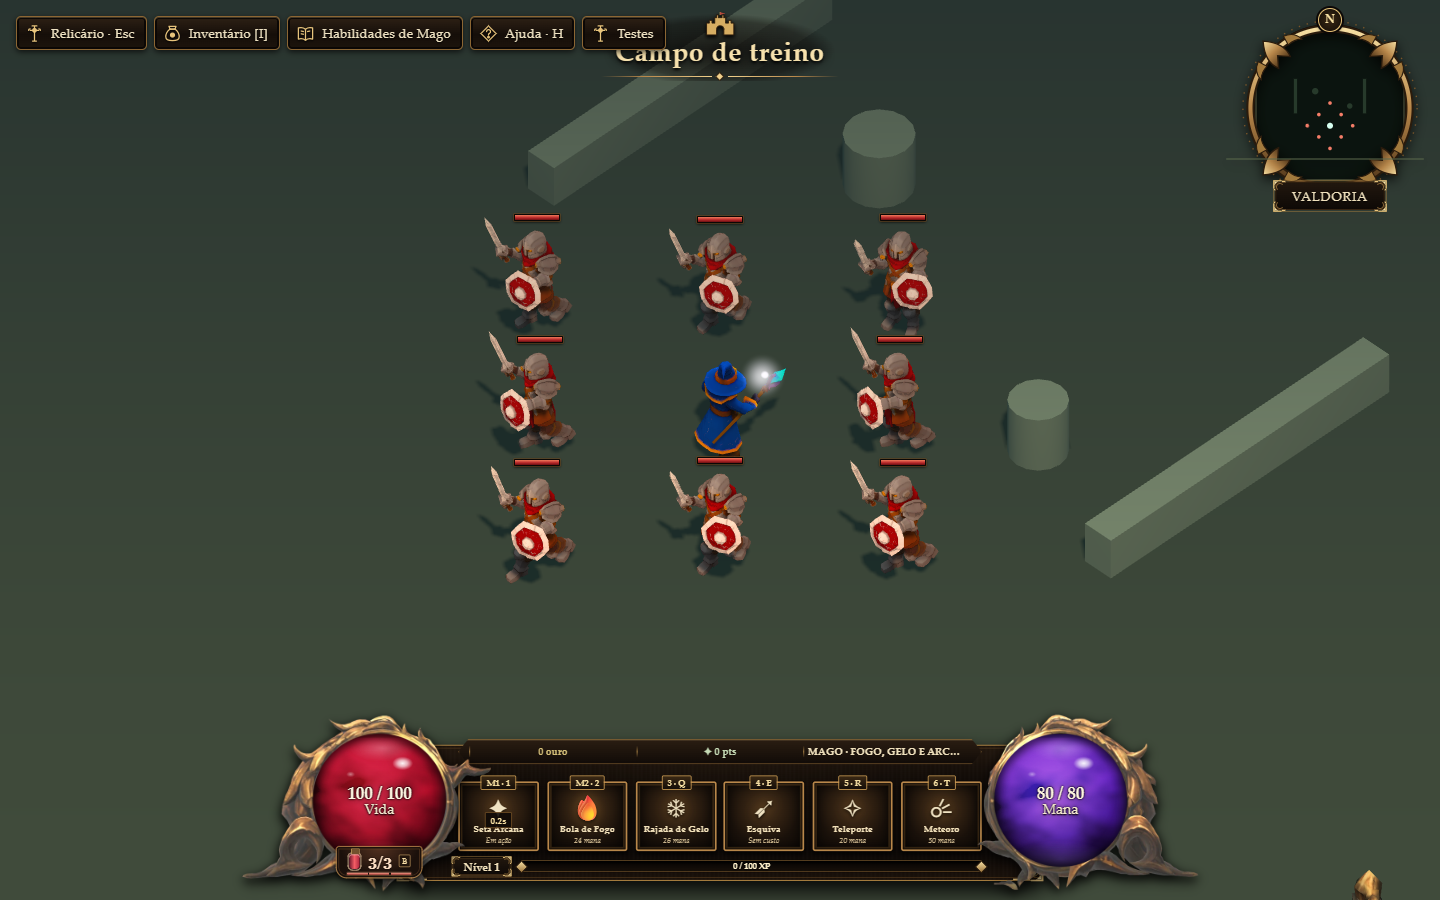 Relicário · Esc
Inventário [I]
Habilidades de Mago
Ajuda · H
Testes
Campo de treino
N
VALDORIA
0 ouro
0 pts
MAGO · FOGO, GELO E ARC...
M1 · 1
M2 · 2
3 · Q
4 · E
5 · R
6 · T
0.2s
Seta Arcana
Bola de Fogo
Rajada de Gelo
Esquiva
Teleporte
Meteoro
Em ação
24 mana
26 mana
Sem custo
20 mana
50 mana
100 / 100
Vida
80 / 80
Mana
3/3
B
Nível 1
0 / 100 XP